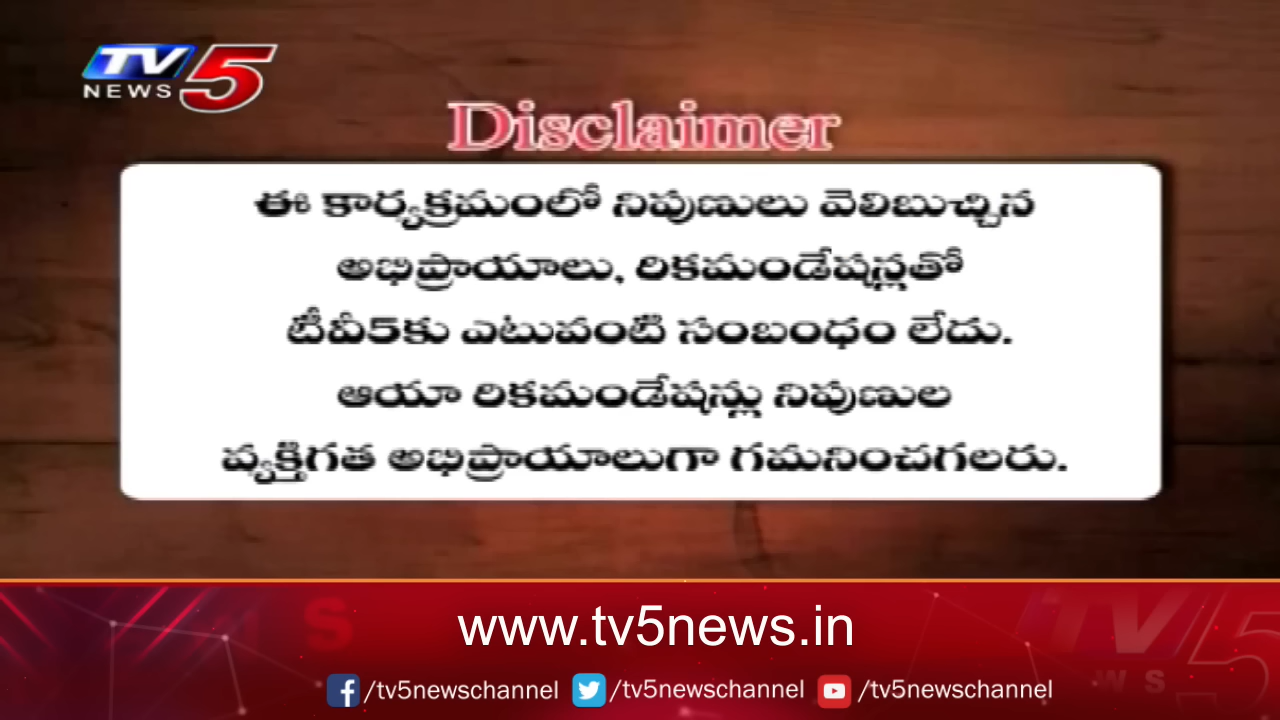 TV5
NEWS
Disclaimer
ఈ కార్యక్రమంలో నిపుణులు వెలిబుచ్చిన
అభిప్రాయాలు, రికమండేషన్లతో
టీవీ5కు ఎటువంటి సంబంధం లేదు.
ఆయా రికమండేషన్లు నిపుణుల
వ్యక్తిగత అభిప్రాయాలుగా గమనించగలరు.
www.tv5news.in
/tv5newschannel /tv5newschannel /tv5newschannel